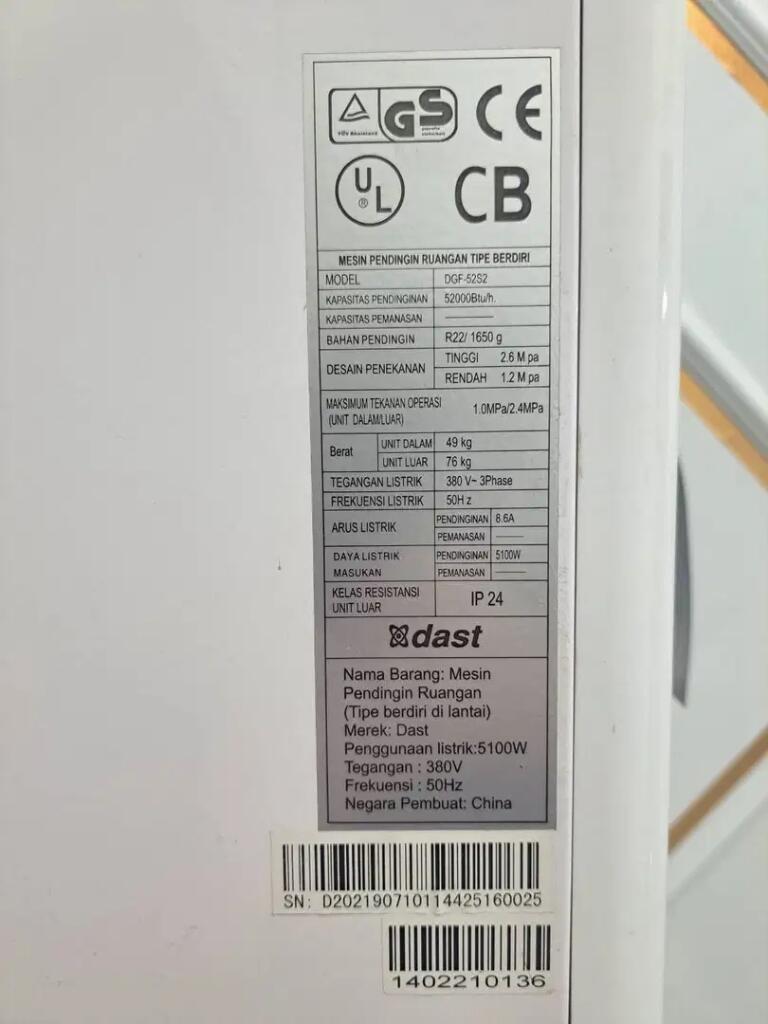 GS CE
UL® CB
MESIN PENDINGIN RUANGAN TIPE BERDIRI
MODEL DGF-52S2
KAPASITAS PENDINGINAN 52000Btu/h.
KAPASITAS PEMANASAN
BAHAN PENDINGIN R22/ 1650 g
DESAIN PENEKANAN TINGGI 2.6 M pa
RENDAH 1.2 M pa
MAKSIMUM TEKANAN OPERASI
(UNIT DALAM/LUAR) 1.0MPa/2.4MPa
Berat UNIT DALAM 49 kg
UNIT LUAR 76 kg
TEGANGAN LISTRIK 380 V~ 3Phase
FREKUENSI LISTRIK 50H z
ARUS LISTRIK PENDINGINAN 8.6A
PEMANASAN
DAYA LISTRIK PENDINGINAN 5100W
MASUKAN PEMANASAN
KELAS RESISTANSI
UNIT LUAR IP 24
dast
Nama Barang: Mesin
Pendingin Ruangan
(Tipe berdiri di lantai)
Merek: Dast
Penggunaan listrik:5100W
Tegangan : 380V
Frekuensi : 50Hz
Negara Pembuat: China
SN: D202190710114425160025
1402210136